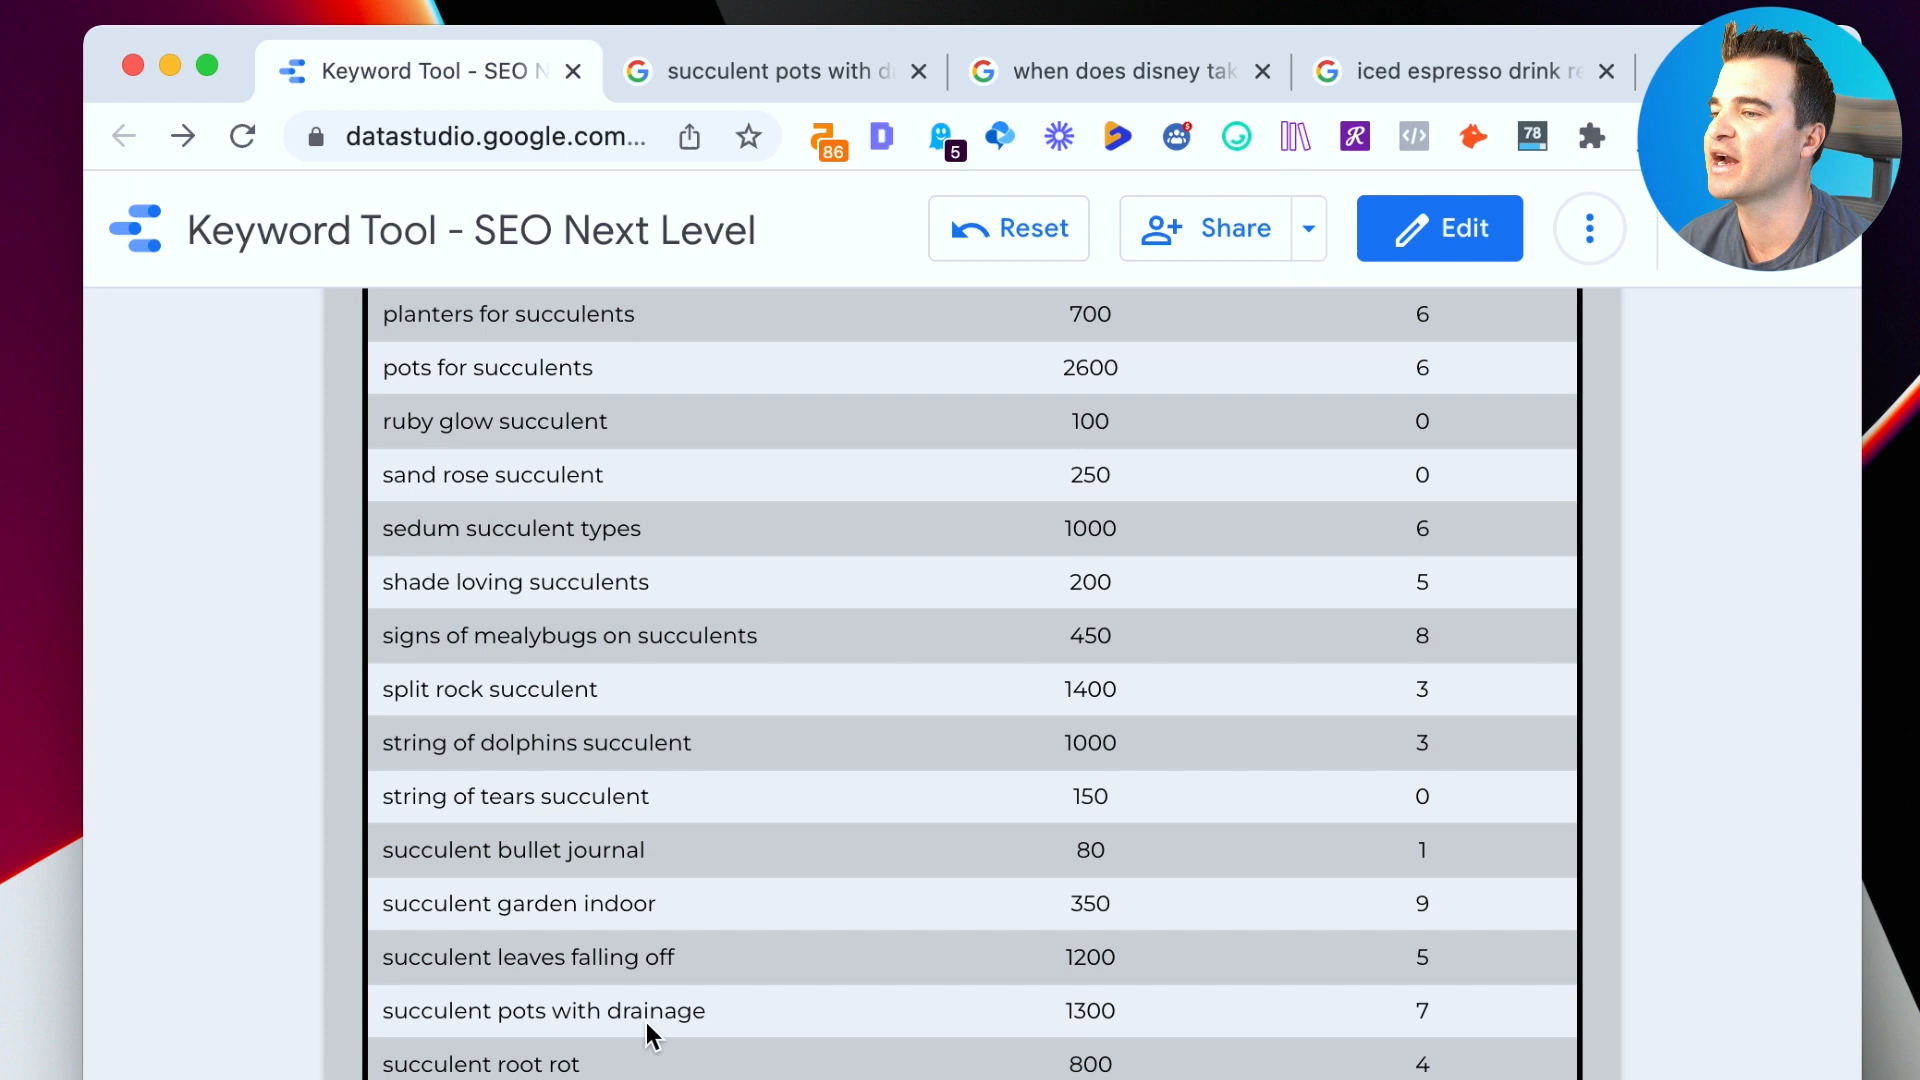 Keyword Tool - SEO N
succulent pots with d
when does disney tak
iced espresso drink re
datastudio.google.com...
86
5
5
78
Keyword Tool - SEO Next Level
Reset
Share
Edit
planters for succulents 700 6
pots for succulents 2600 6
ruby glow succulent 100 0
sand rose succulent 250 0
sedum succulent types 1000 6
shade loving succulents 200 5
signs of mealybugs on succulents 450 8
split rock succulent 1400 3
string of dolphins succulent 1000 3
string of tears succulent 150 0
succulent bullet journal 80 1
succulent garden indoor 350 9
succulent leaves falling off 1200 5
succulent pots with drainage 1300 7
succulent root rot 800 4